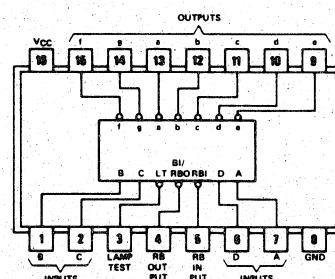 OUTPUTS
VCC f g a b c d e
16 15 14 13 12 11 10 9
f g a b c d e
BI/
B C LT RBO RBI D A
1 2 3 4 5 6 7 8
B C LAMP RB RB D A GND
TEST OUT IN
PUT PUT
INPUTS INPUTS